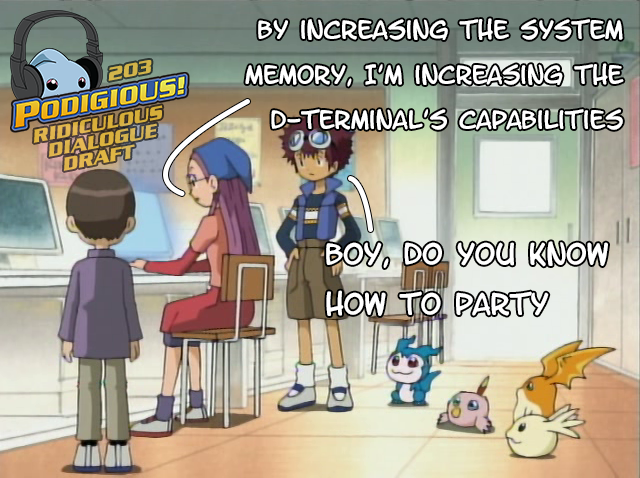 203
PODIGIOUS!
RIDICULOUS
DIALOGUE
DRAFT
BY INCREASING THE SYSTEM
MEMORY, I'M INCREASING THE
D-TERMINAL'S CAPABILITIES
BOY, DO YOU KNOW
HOW TO PARTY